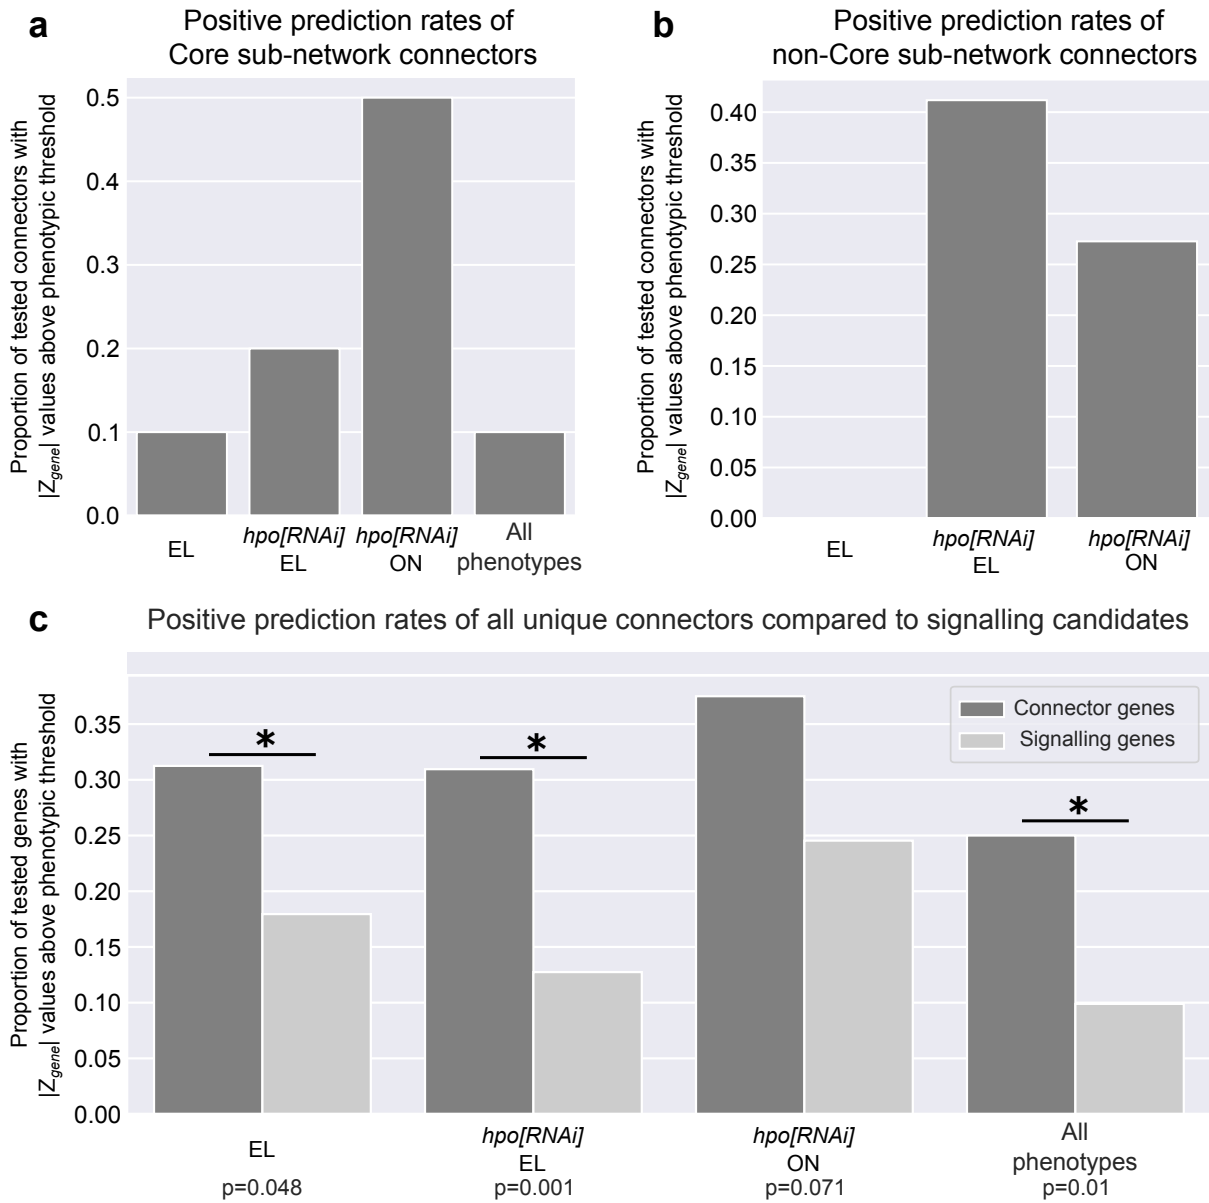 a
Positive prediction rates of
Core sub-network connectors
Proportion of tested connectors with
|Zgene| values above phenotypic threshold
0.5
0.4
0.3
0.2
0.1
0.0
EL
hpo[RNAi]
EL
hpo[RNAi]
ON
All
phenotypes
b
Positive prediction rates of
non-Core sub-network connectors
Proportion of tested connectors with
|Zgene| values above phenotypic threshold
0.40
0.35
0.30
0.25
0.20
0.15
0.10
0.05
0.00
EL
hpo[RNAi]
EL
hpo[RNAi]
ON
c
Positive prediction rates of all unique connectors compared to signalling candidates
Proportion of tested genes with
|Zgene| values above phenotypic threshold
0.35
0.30
0.25
0.20
0.15
0.10
0.05
0.00
*
*
*
Connector genes
Signalling genes
EL
p=0.048
hpo[RNAi]
EL
p=0.001
hpo[RNAi]
ON
p=0.071
All
phenotypes
p=0.01